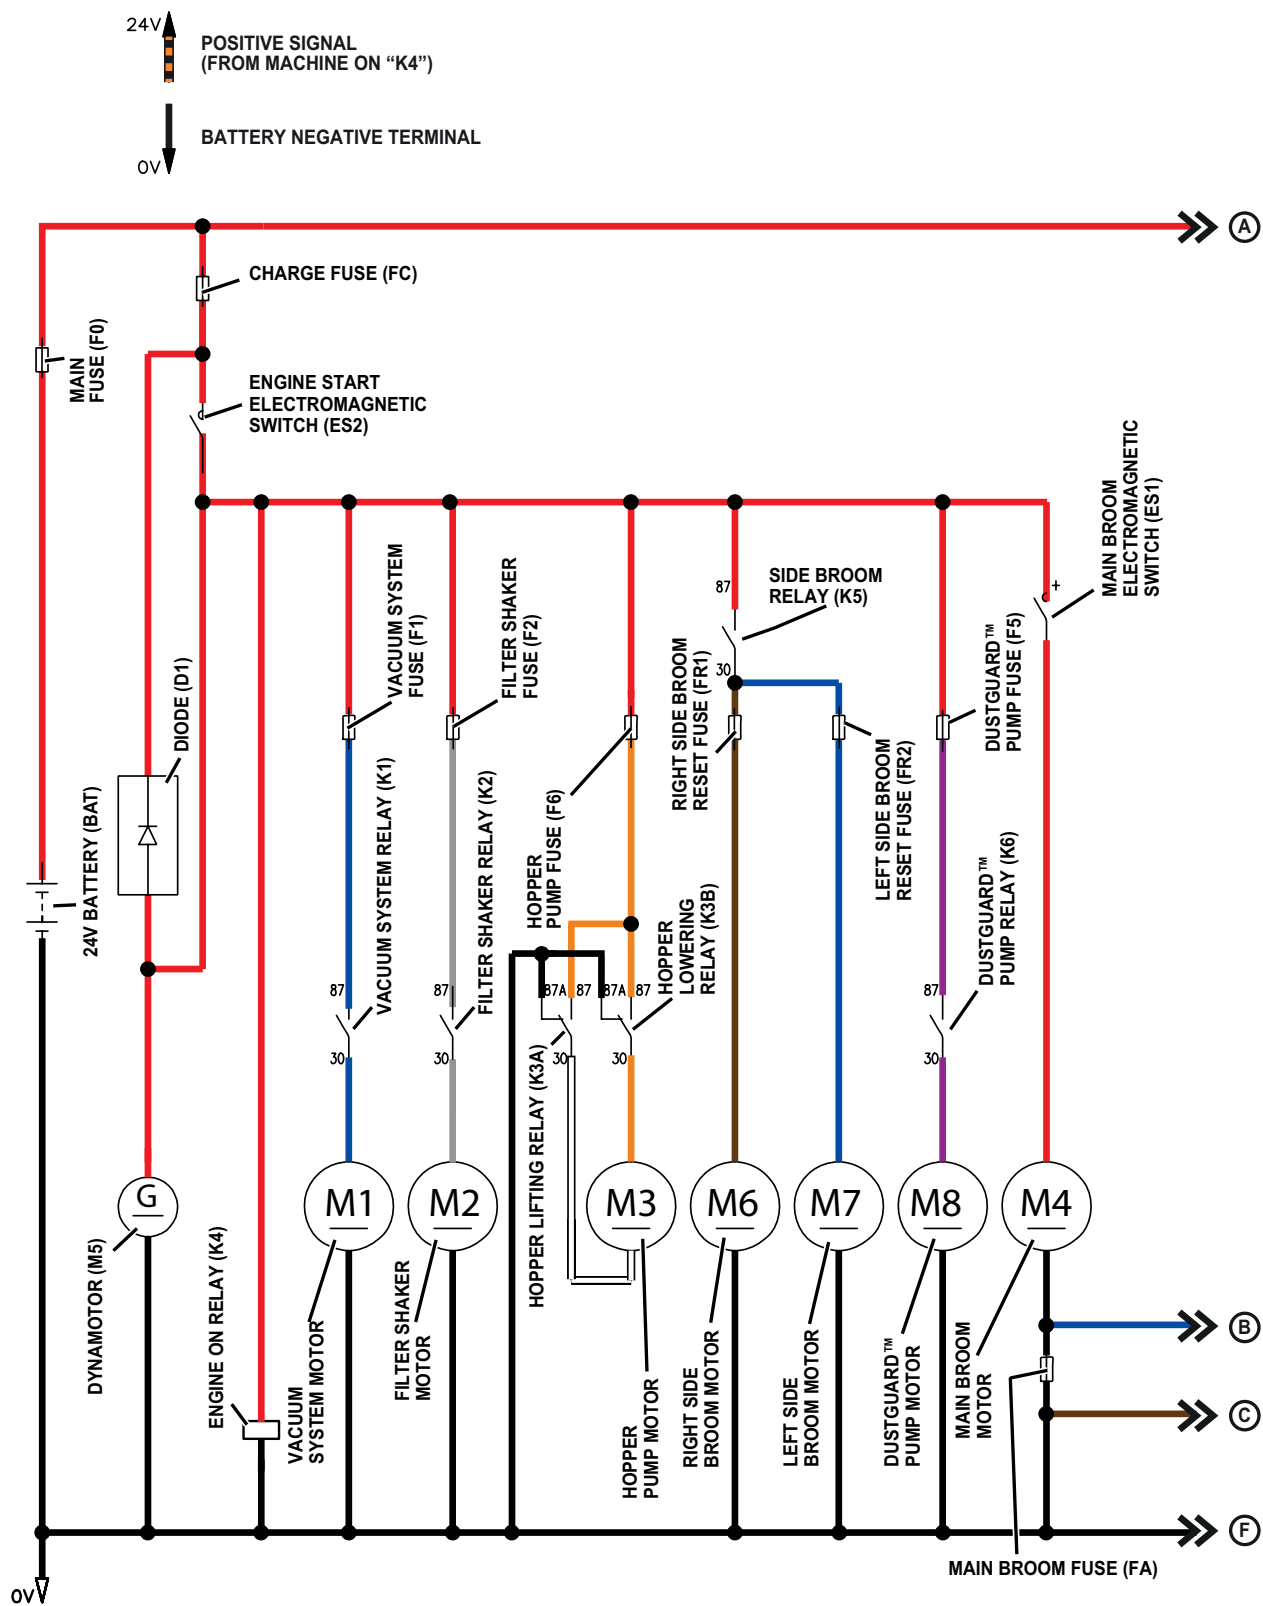 24V
POSITIVE SIGNAL
(FROM MACHINE ON “K4”)
BATTERY NEGATIVE TERMINAL
0V
A
CHARGE FUSE (FC)
MAIN
FUSE (F0)
ENGINE START
ELECTROMAGNETIC
SWITCH (ES2)
MAIN BROOM
ELECTROMAGNETIC
SWITCH (ES1)
+
VACUUM SYSTEM
FUSE (F1)
FILTER SHAKER
FUSE (F2)
87
SIDE BROOM
RELAY (K5)
30
RIGHT SIDE BROOM
RESET FUSE (FR1)
DUSTGUARD™
PUMP FUSE (F5)
DIODE (D1)
24V BATTERY (BAT)
VACUUM SYSTEM RELAY (K1)
FILTER SHAKER RELAY (K2)
HOPPER
PUMP FUSE (F6)
LEFT SIDE BROOM
RESET FUSE (FR2)
HOPPER
LOWERING
RELAY (K3B)
DUSTGUARD™
PUMP RELAY (K6)
87
87
87A
87
87A
87
87
30
30
30
30
30
HOPPER LIFTING RELAY (K3A)
G
M1
M2
M3
M6
M7
M8
M4
DYNAMOTOR (M5)
ENGINE ON RELAY (K4)
VACUUM
SYSTEM MOTOR
FILTER SHAKER
MOTOR
HOPPER
PUMP MOTOR
RIGHT SIDE
BROOM MOTOR
LEFT SIDE
BROOM MOTOR
DUSTGUARD™
PUMP MOTOR
MAIN BROOM
MOTOR
B
C
F
MAIN BROOM FUSE (FA)
0V